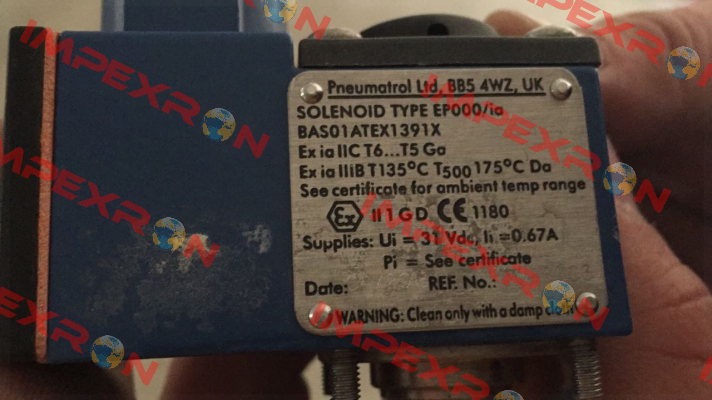 Pneumatrol Ltd, BB5 4WZ, UK
SOLENOID TYPE EP000/ia
BAS01ATEX1391X
Ex ia IIC T6...T5 Ga
Ex ia IIIB T135°C T500 175°C Da
See certificate for ambient temp range
Ex II 1 G D CE 1180
Supplies: Ui = 31 Vdc, Ii = 0.67A
Pi = See certificate
Date: REF. No.:
WARNING: Clean only with a damp cloth
IMPEXRON
IMPEXRON
IMPEXRON
IMPEXRON
IMPEXRON
IMPEXRON